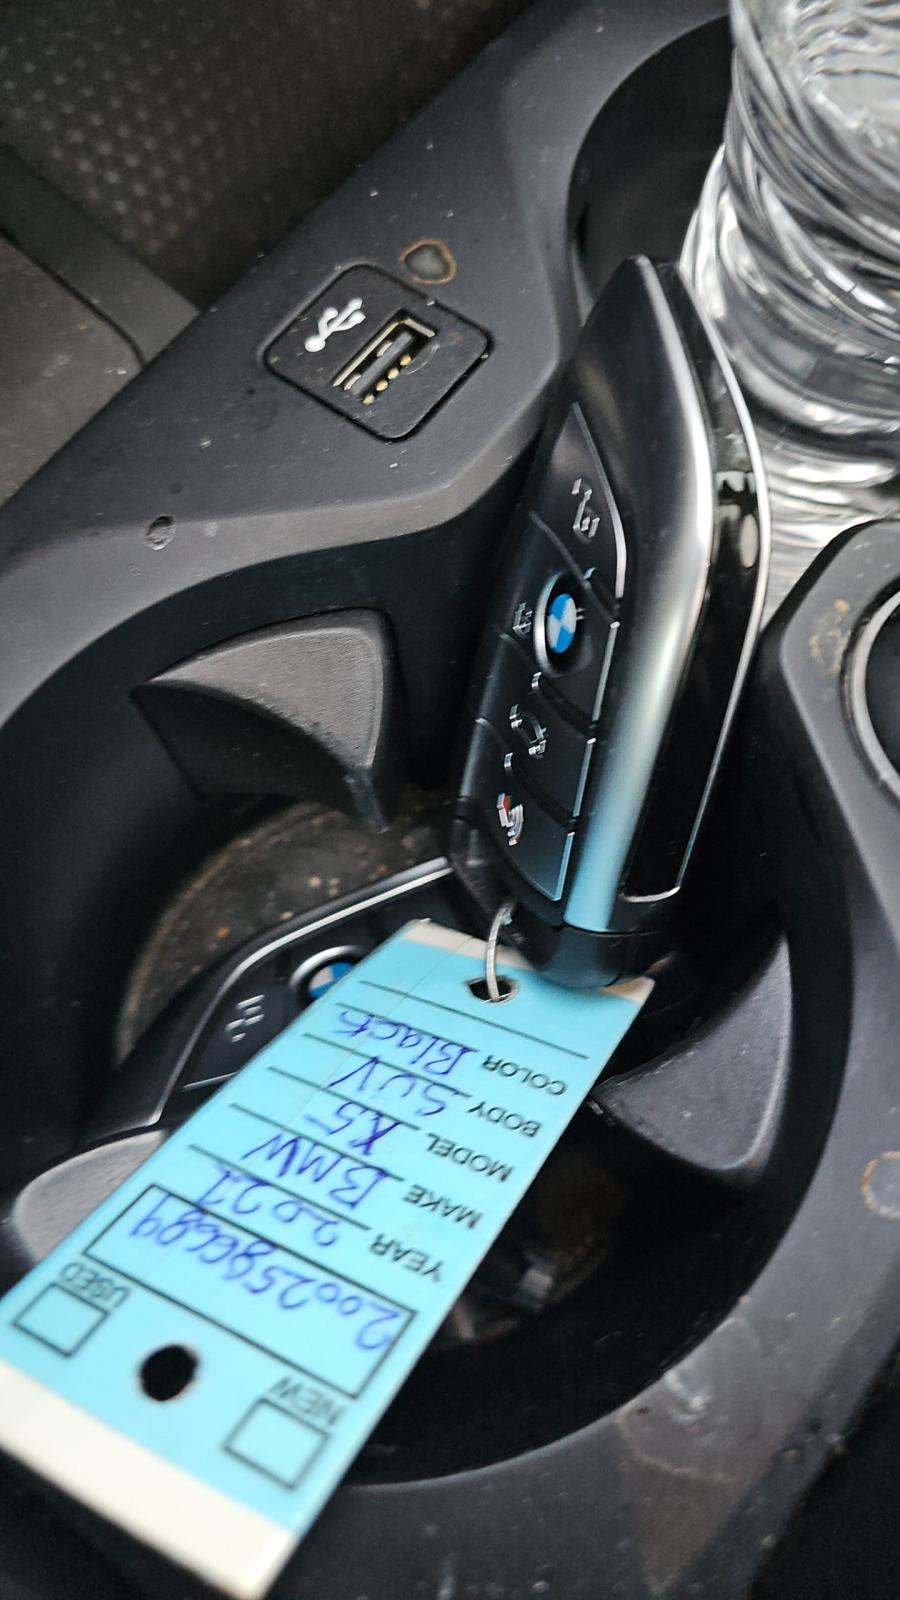 NEW USED
2002586689
YEAR 2021
MAKE BMW
MODEL X5
BODY SUV
COLOR Black